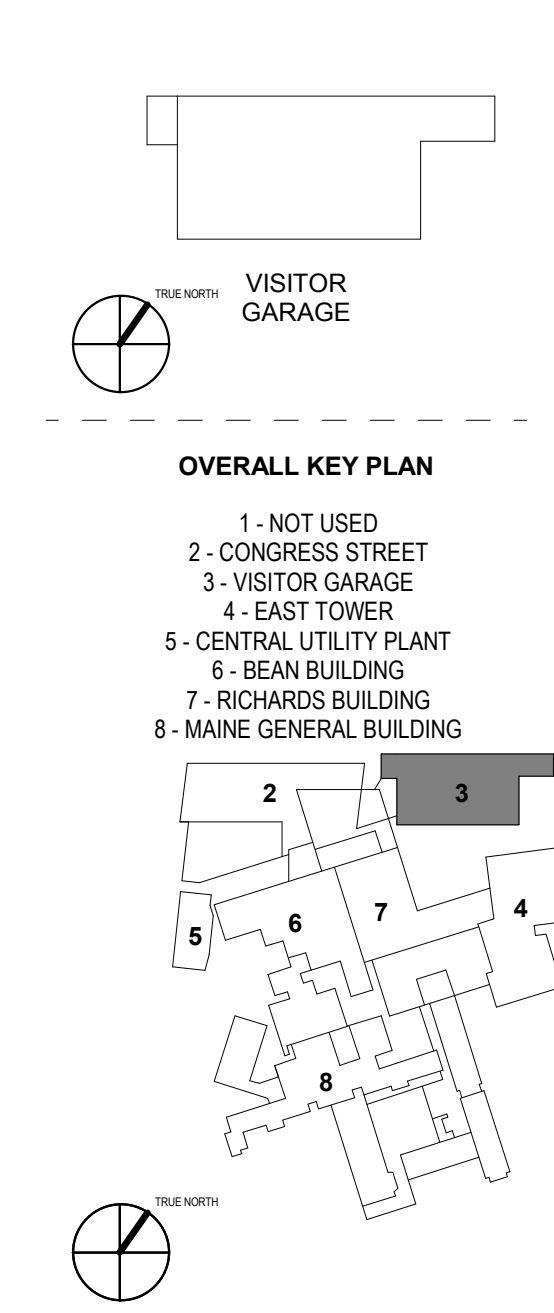 TRUE NORTH
VISITOR
GARAGE
OVERALL KEY PLAN
1 - NOT USED
2 - CONGRESS STREET
3 - VISITOR GARAGE
4 - EAST TOWER
5 - CENTRAL UTILITY PLANT
6 - BEAN BUILDING
7 - RICHARDS BUILDING
8 - MAINE GENERAL BUILDING
2
3
4
7
6
5
8
TRUE NORTH